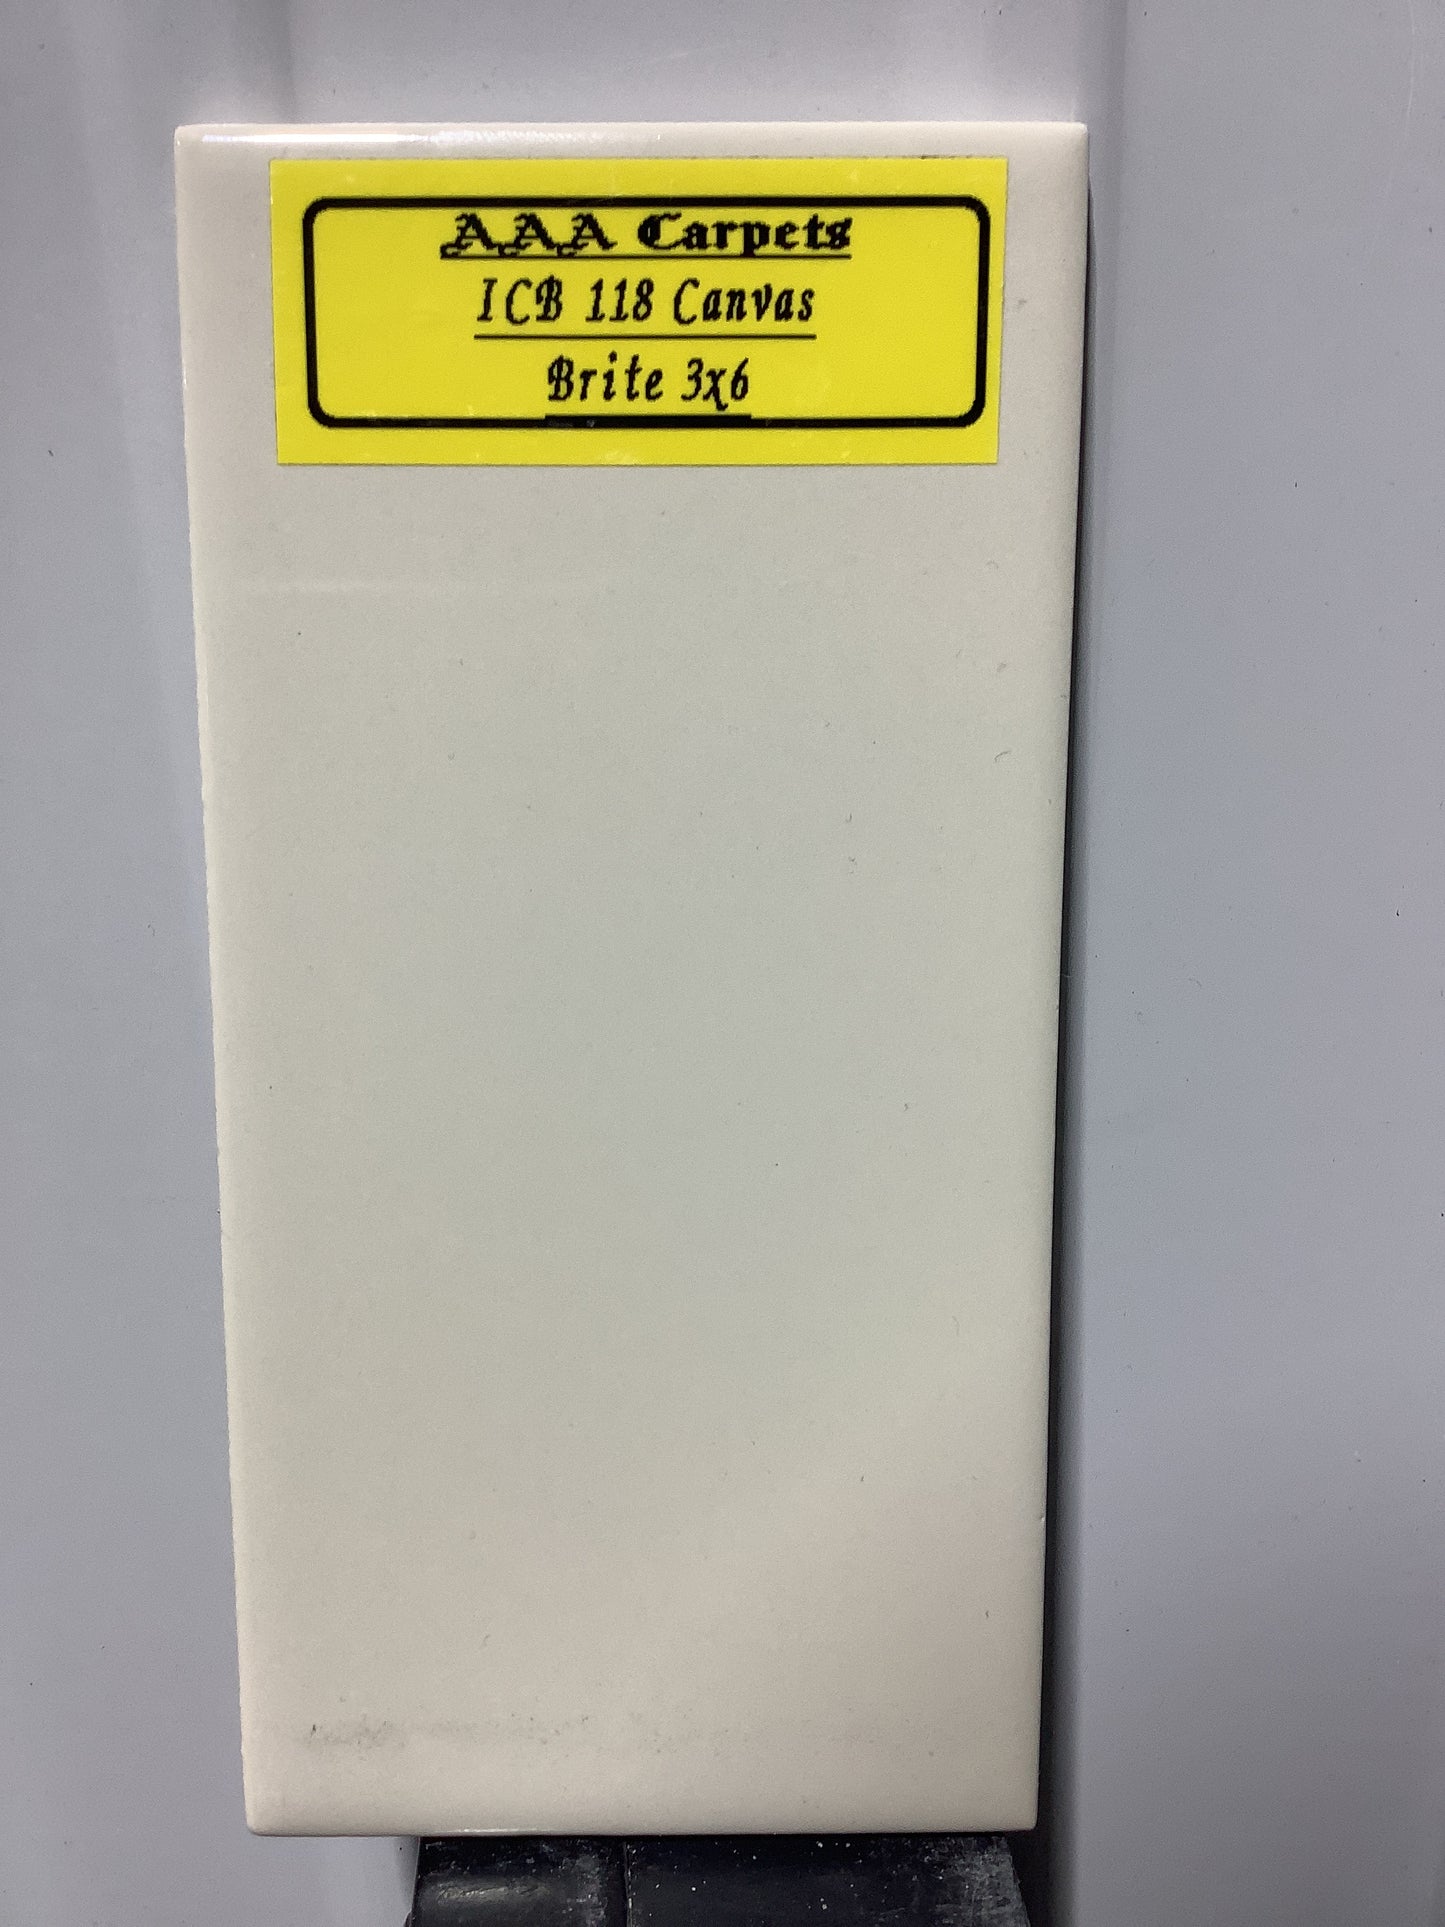 AAA Carpets
ICB 118 Canvas
Brite 3x6